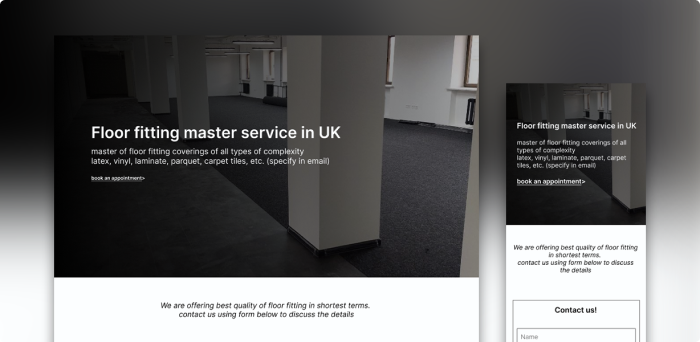 Floor fitting master service in UK
master of floor fitting coverings of all types of complexity
latex, vinyl, laminate, parquet, carpet tiles, etc. (specify in email)
book an appointment>
We are offering best quality of floor fitting in shortest terms.
contact us using form below to discuss the details
Floor fitting master service in UK
master of floor fitting coverings of all
types of complexity
latex, vinyl, laminate, parquet, carpet
tiles, etc. (specify in email)
book an appointment>
We are offering best quality of floor fitting
in shortest terms.
contact us using form below to discuss
the details
Contact us!
Name